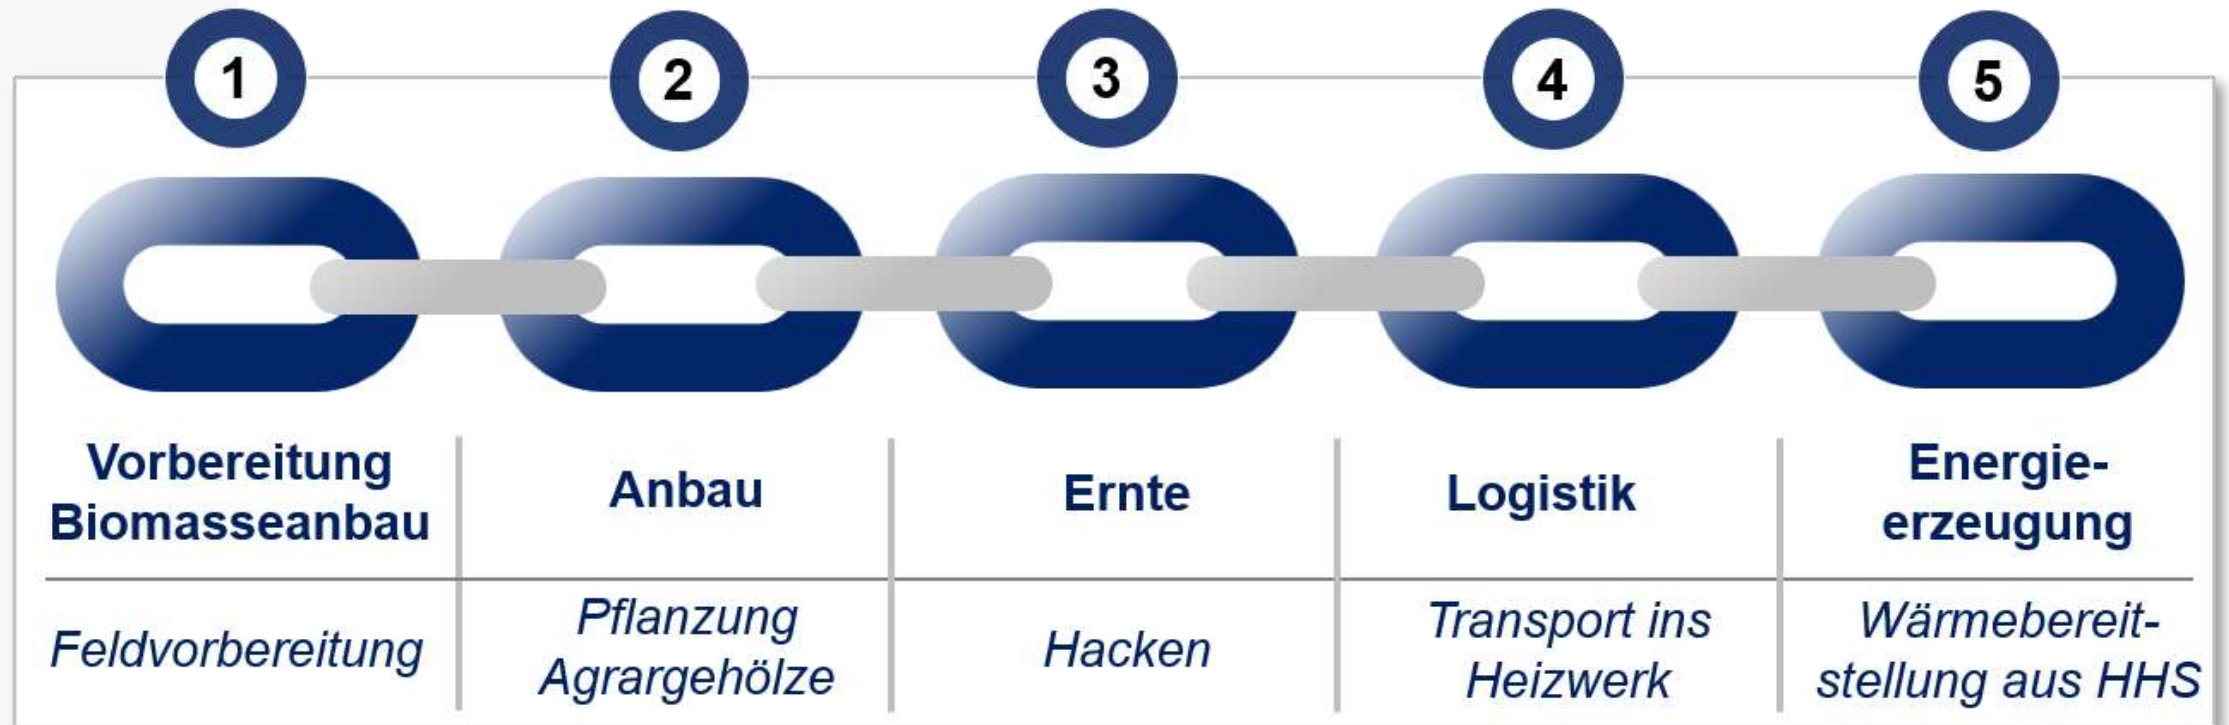 1
2
3
4
5
Vorbereitung
Biomasseanbau
Anbau
Ernte
Logistik
Energie-
erzeugung
Feldvorbereitung
Pflanzung
Agrargehölze
Hacken
Transport ins
Heizwerk
Wärmebereit-
stellung aus HHS